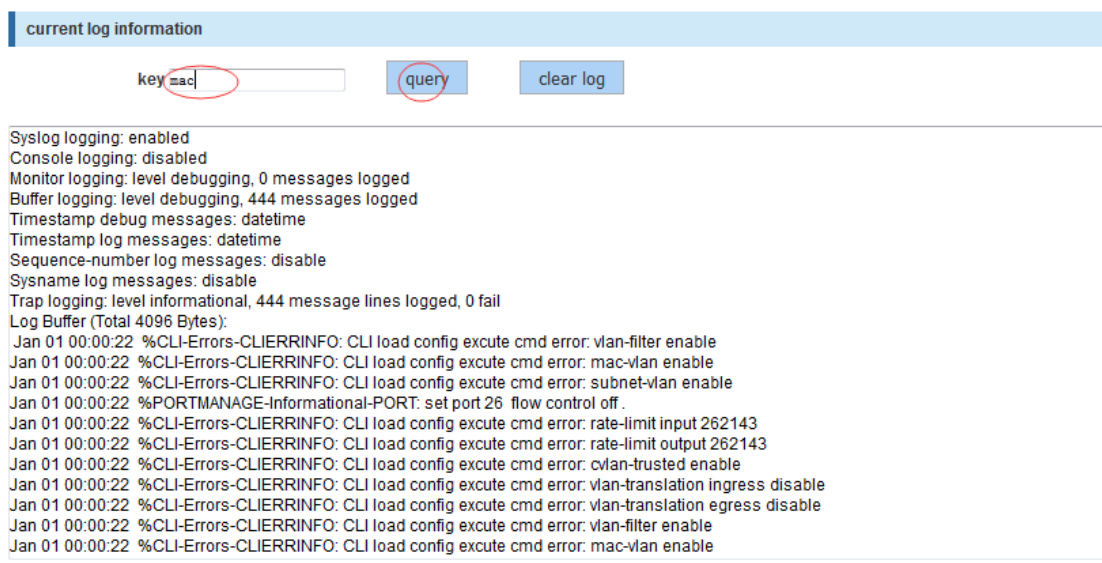 current log information
key mac query clear log
Syslog logging: enabled
Console logging: disabled
Monitor logging: level debugging, 0 messages logged
Buffer logging: level debugging, 444 messages logged
Timestamp debug messages: datetime
Timestamp log messages: datetime
Sequence-number log messages: disable
Sysname log messages: disable
Trap logging: level informational, 444 message lines logged, 0 fail
Log Buffer (Total 4096 Bytes):
Jan 01 00:00:22 %CLI-Errors-CLIERRINFO: CLI load config excute cmd error: vlan-filter enable
Jan 01 00:00:22 %CLI-Errors-CLIERRINFO: CLI load config excute cmd error: mac-vlan enable
Jan 01 00:00:22 %CLI-Errors-CLIERRINFO: CLI load config excute cmd error: subnet-vlan enable
Jan 01 00:00:22 %PORTMANAGE-Informational-PORT: set port 26 flow control off .
Jan 01 00:00:22 %CLI-Errors-CLIERRINFO: CLI load config excute cmd error: rate-limit input 262143
Jan 01 00:00:22 %CLI-Errors-CLIERRINFO: CLI load config excute cmd error: rate-limit output 262143
Jan 01 00:00:22 %CLI-Errors-CLIERRINFO: CLI load config excute cmd error: cvlan-trusted enable
Jan 01 00:00:22 %CLI-Errors-CLIERRINFO: CLI load config excute cmd error: vlan-translation ingress disable
Jan 01 00:00:22 %CLI-Errors-CLIERRINFO: CLI load config excute cmd error: vlan-translation egress disable
Jan 01 00:00:22 %CLI-Errors-CLIERRINFO: CLI load config excute cmd error: vlan-filter enable
Jan 01 00:00:22 %CLI-Errors-CLIERRINFO: CLI load config excute cmd error: mac-vlan enable